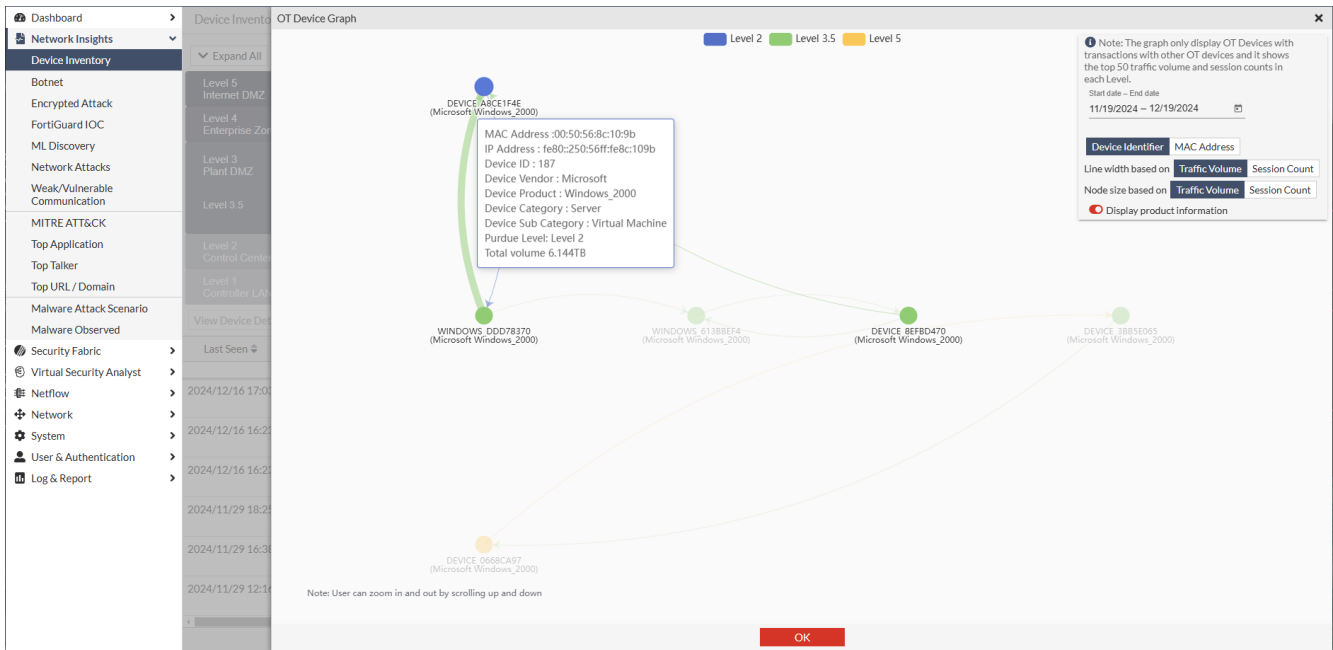 Dashboard
Network Insights
Device Inventory
Botnet
Encrypted Attack
FortiGuard IOC
ML Discovery
Network Attacks
Weak/Vulnerable
Communication
MITRE ATT&CK
Top Application
Top Talker
Top URL / Domain
Malware Attack Scenario
Malware Observed
Security Fabric
Virtual Security Analyst
Netflow
Network
System
User & Authentication
Log & Report
Device Invento
Expand All
Level 5
Internet DMZ
Level 4
Enterprise Zon
Level 3
Plant DMZ
Level 3.5
Level 2
Control Center
Level 1
Controller LAN
View Device Det
Last Seen
2024/12/16 17:03
2024/12/16 16:22
2024/12/16 16:22
2024/11/29 18:25
2024/11/29 16:38
2024/11/29 12:16
OT Device Graph
Level 2 Level 3.5 Level 5
Note: The graph only display OT Devices with
transactions with other OT devices and it shows
the top 50 traffic volume and session counts in
each Level.
Start date – End date
11/19/2024 – 12/19/2024
Device Identifier MAC Address
Line width based on Traffic Volume Session Count
Node size based on Traffic Volume Session Count
Display product information
DEVICE_A8CE1F4E
(Microsoft Windows_2000)
MAC Address :00:50:56:8c:10:9b
IP Address : fe80::250:56ff:fe8c:109b
Device ID : 187
Device Vendor : Microsoft
Device Product : Windows_2000
Device Category : Server
Device Sub Category : Virtual Machine
Purdue Level: Level 2
Total volume 6.144TB
WINDOWS_DDD78370
(Microsoft Windows_2000)
WINDOWS_613BBEF4
(Microsoft Windows_2000)
DEVICE_8EFBD470
(Microsoft Windows_2000)
DEVICE_3BB5E065
(Microsoft Windows_2000)
DEVICE_0668CA97
(Microsoft Windows_2000)
Note: User can zoom in and out by scrolling up and down
OK